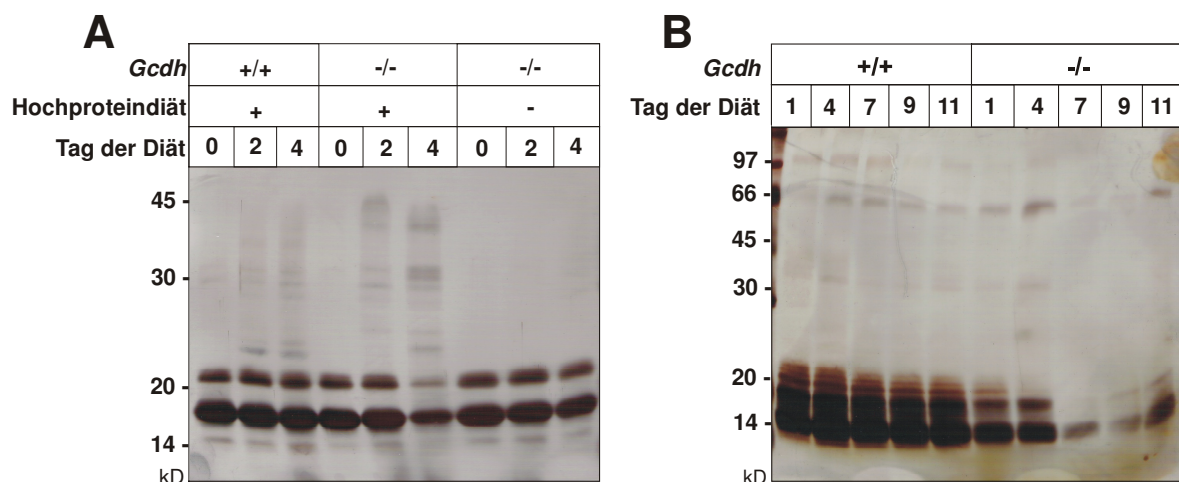 A
Gcdh +/+ -/- -/-
Hochproteindiät + + -
Tag der Diät 0 2 4 0 2 4 0 2 4
45
30
20
14
kD
B
Gcdh +/+ -/-
Tag der Diät 1 4 7 9 11 1 4 7 9 11
97
66
45
30
20
14
kD